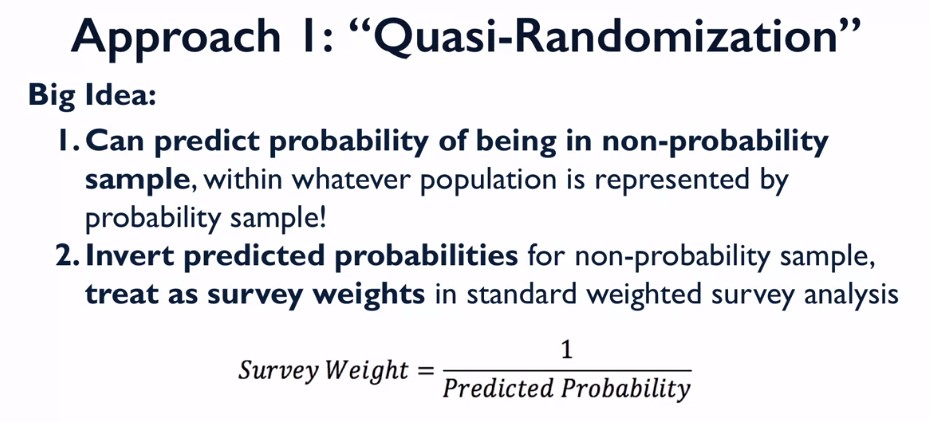 Approach 1: “Quasi-Randomization”
Big Idea:
1. Can predict probability of being in non-probability
sample, within whatever population is represented by
probability sample!
2. Invert predicted probabilities for non-probability sample,
treat as survey weights in standard weighted survey analysis
Survey Weight = 1 / Predicted Probability